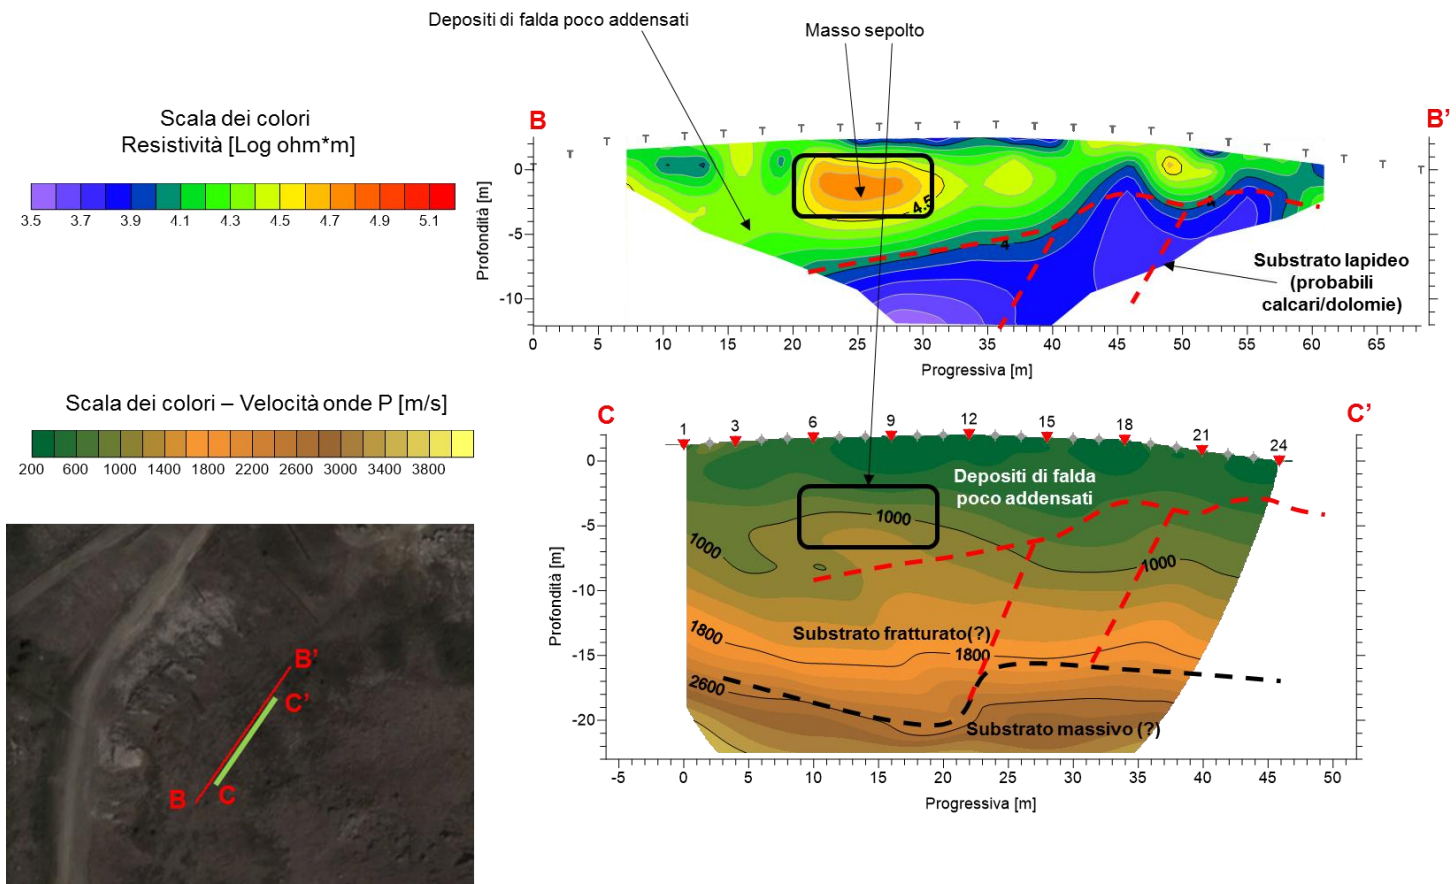 Depositi di falda poco addensati
Masso sepolto
Scala dei colori
Resistività [Log ohm*m]
3.5 3.7 3.9 4.1 4.3 4.5 4.7 4.9 5.1
B
B'
0
-5
-10
Profondità [m]
4.5
4
4
Substrato lapideo
(probabili
calcari/dolomie)
0 5 10 15 20 25 30 35 40 45 50 55 60 65
Progressiva [m]
Scala dei colori – Velocità onde P [m/s]
200 600 1000 1400 1800 2200 2600 3000 3400 3800
C
C'
1 3 6 9 12 15 18 21 24
0
-5
-10
-15
-20
Profondità [m]
Depositi di falda
poco addensati
1000
1000
1000
Substrato fratturato(?)
1800
1800
2600
Substrato massivo (?)
-5 0 5 10 15 20 25 30 35 40 45 50
Progressiva [m]
B'
C'
B
C